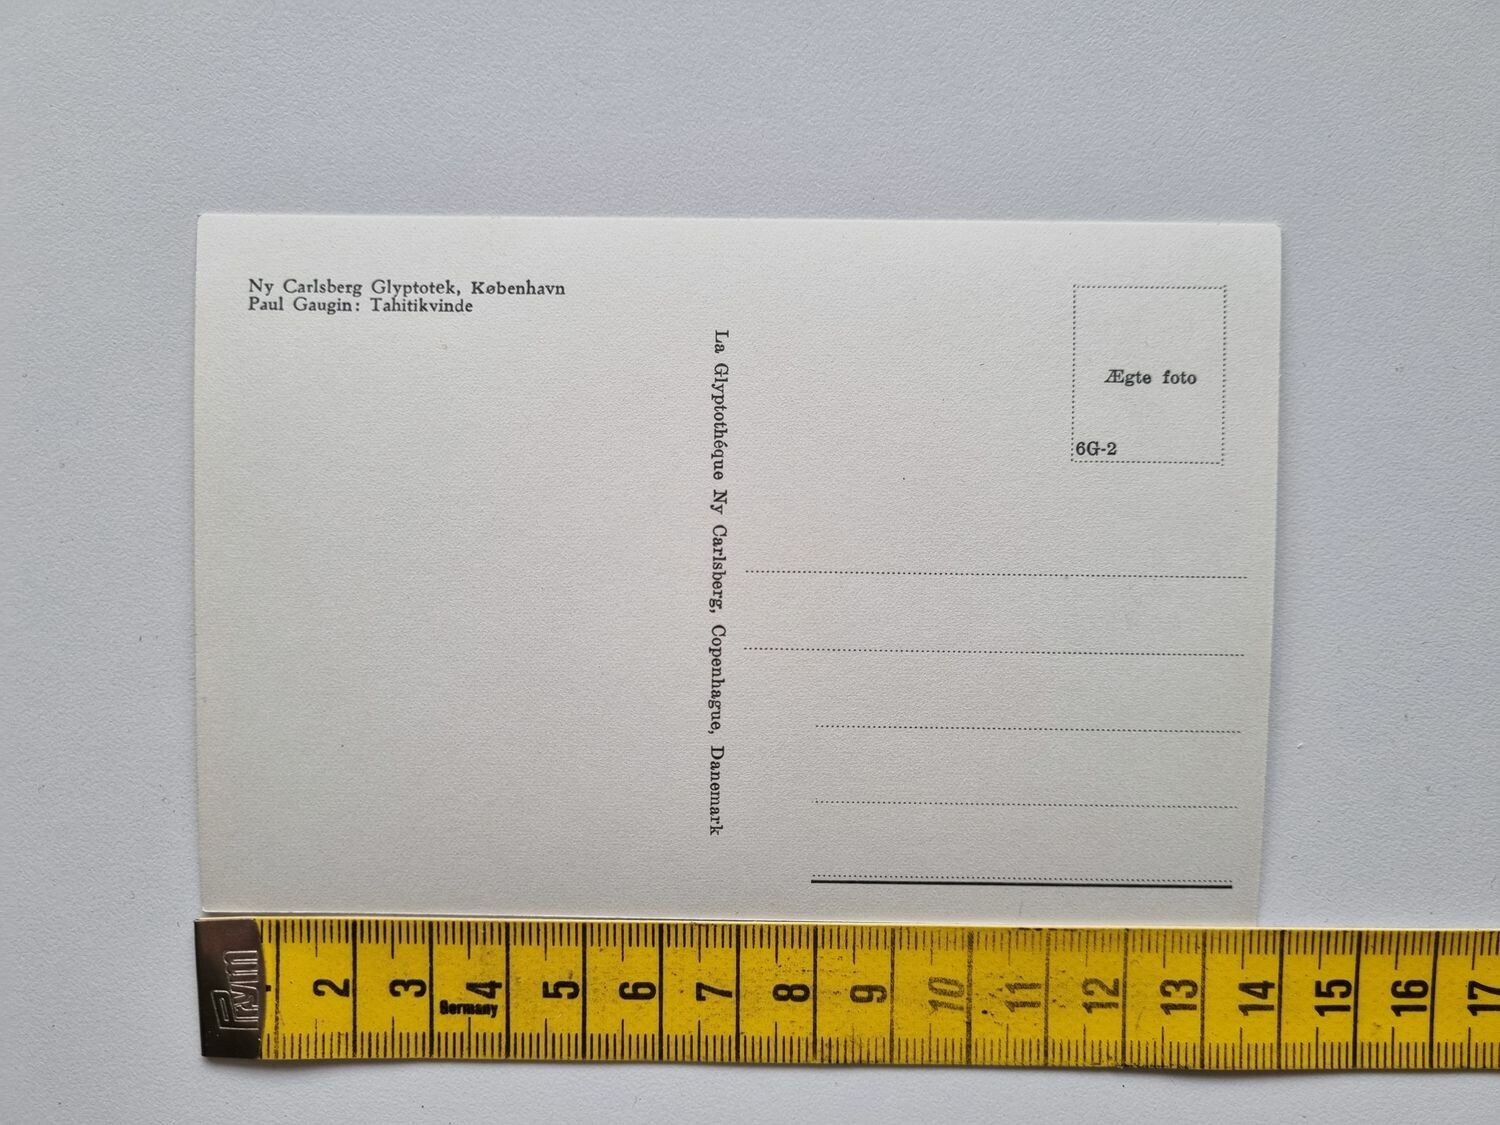 Ny Carlsberg Glyptotek, København
Paul Gaugin: Tahitikvinde
La Glyptothéque Ny Carlsberg, Copenhague, Danemark
Ægte foto
6G-2
Prym
2 3 4 5 6 7 8 9 10 11 12 13 14 15 16 17
Germany